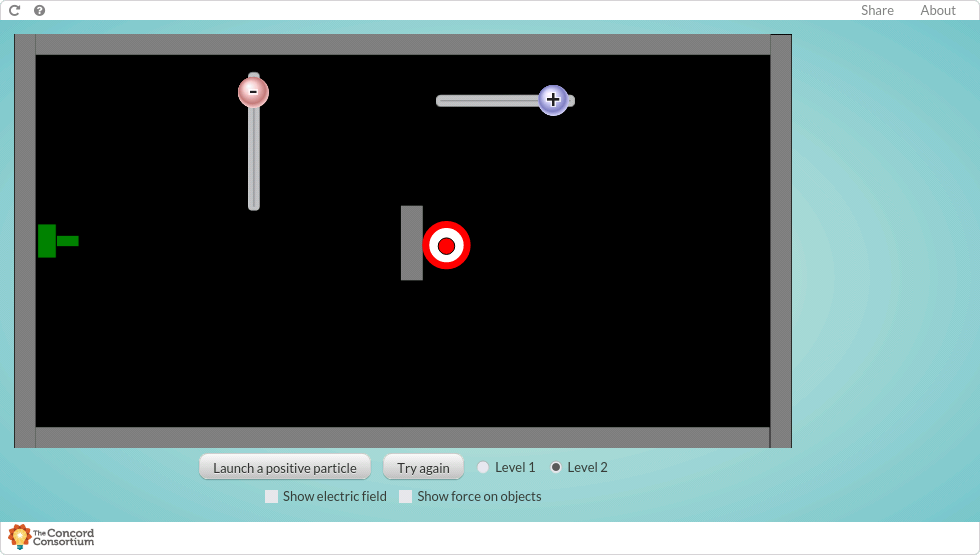 Share About
-
+
Launch a positive particle Try again Level 1 Level 2
Show electric field Show force on objects
The Concord
Consortium